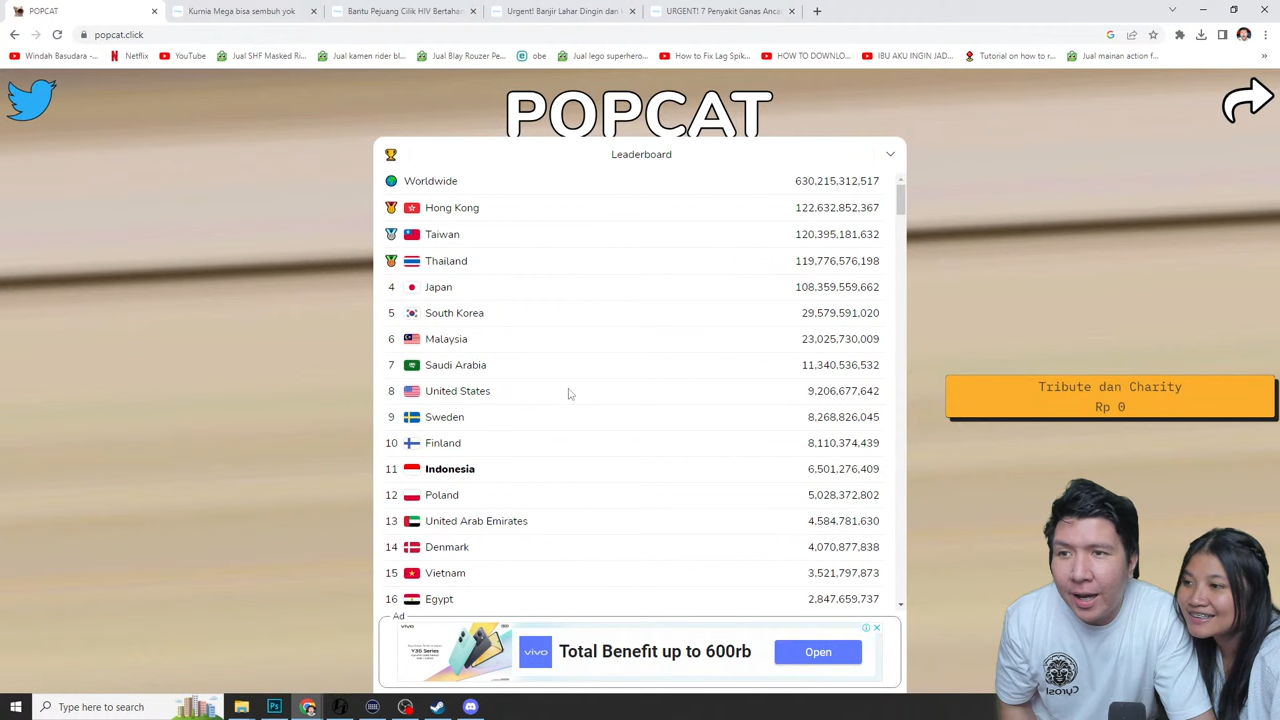 POPCAT
Kurnia Mega bisa sembuh yok
Bantu Pejuang Cilik HIV Bertahan
Urgent! Banjir Lahar Dingin dan
URGENT! 7 Penyakit Ganas Anca
popcat.click
Windah Basudara -...
Netflix
YouTube
Jual SHF Masked Ri...
Jual kamen rider bl...
Jual Blay Rouzer Pe...
obe
Jual lego superhero...
How to Fix Lag Spik...
HOW TO DOWNLO...
IBU AKU INGIN JAD...
Tutorial on how to r...
Jual mainan action f...
POPCAT
Leaderboard
Worldwide 630,215,312,517
Hong Kong 122,632,852,367
Taiwan 120,395,181,632
Thailand 119,776,576,198
4 Japan 108,359,559,662
5 South Korea 29,579,591,020
6 Malaysia 23,025,730,009
7 Saudi Arabia 11,340,536,532
8 United States 9,206,677,642
9 Sweden 8,268,826,045
10 Finland 8,110,374,439
11 Indonesia 6,501,276,409
12 Poland 5,028,372,802
13 United Arab Emirates 4,584,781,630
14 Denmark 4,070,877,838
15 Vietnam 3,521,797,873
16 Egypt 2,847,659,737
Tribute dan Charity
Rp 0
Ad
vivo
Y36 Series
vivo
Total Benefit up to 600rb
Open
Cyrosl
Type here to search